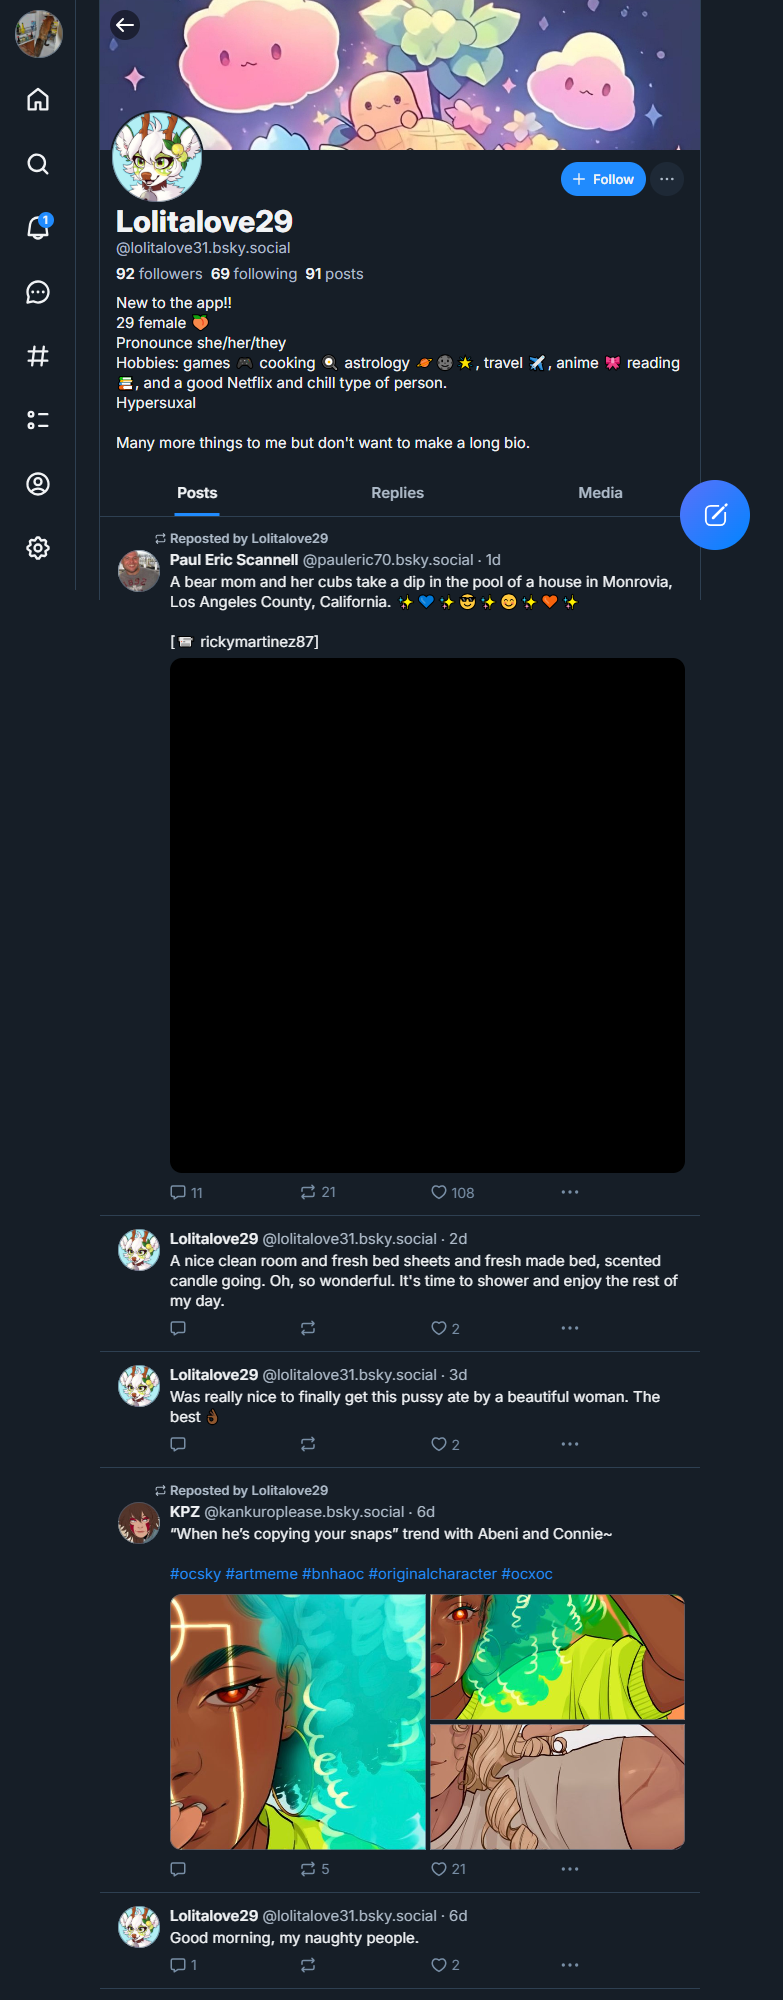 1
Follow
Lolitalove29
@lolitalove31.bsky.social
92 followers 69 following 91 posts
New to the app!!
29 female 🍑
Pronounce she/her/they
Hobbies: games 🎮 cooking 🍳 astrology 🪐 🌚 ⭐, travel ✈️, anime 🎀 reading
📚, and a good Netflix and chill type of person.
Hypersuxal
Many more things to me but don't want to make a long bio.
Posts Replies Media
Reposted by Lolitalove29
Paul Eric Scannell @pauleric70.bsky.social · 1d
A bear mom and her cubs take a dip in the pool of a house in Monrovia,
Los Angeles County, California. ✨💙✨😎✨😊✨🧡✨
[📹 rickymartinez87]
11 21 108
Lolitalove29 @lolitalove31.bsky.social · 2d
A nice clean room and fresh bed sheets and fresh made bed, scented
candle going. Oh, so wonderful. It's time to shower and enjoy the rest of
my day.
2
Lolitalove29 @lolitalove31.bsky.social · 3d
Was really nice to finally get this pussy ate by a beautiful woman. The
best 👌🏿
2
Reposted by Lolitalove29
KPZ @kankuroplease.bsky.social · 6d
“When he’s copying your snaps” trend with Abeni and Connie~
#ocsky #artmeme #bnhaoc #originalcharacter #ocxoc
5 21
Lolitalove29 @lolitalove31.bsky.social · 6d
Good morning, my naughty people.
1 2